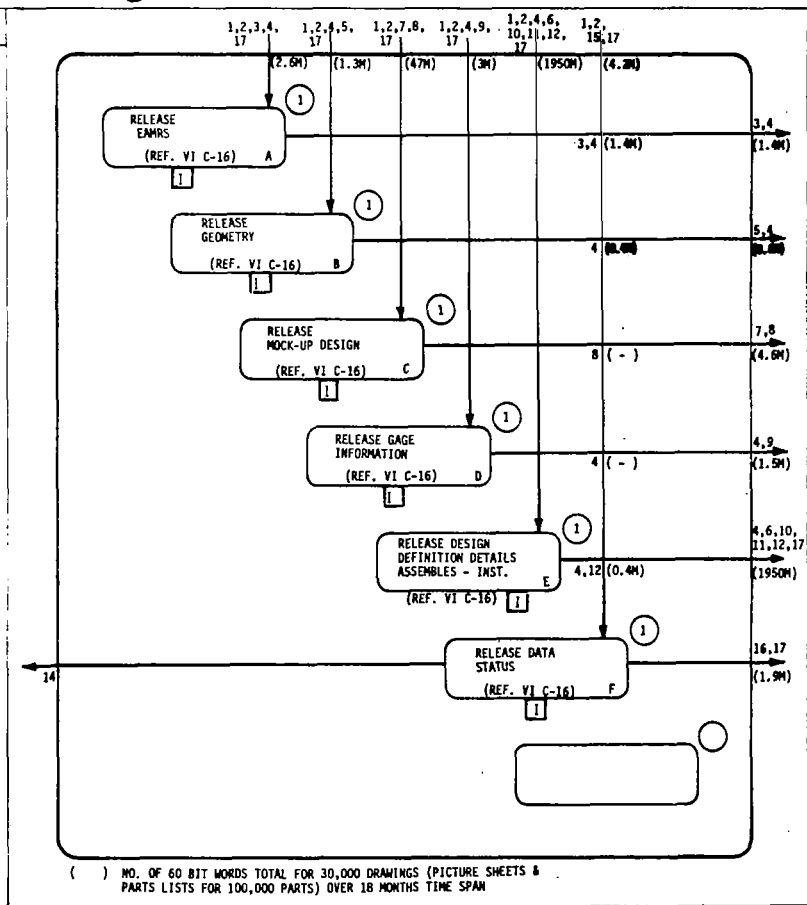 1,2,3,4,
17
1,2,4,5,
17
1,2,7,8,
17
1,2,4,9,
17
1,2,4,6,
10,11,12,
17
1,2,
15,17
(2.6M)
(1.3M)
(47M)
(3M)
(1950M)
(4.2M)
1
RELEASE
EAMRS
(REF. VI C-16) A
I
3,4 (1.4M)
3,4
(1.4M)
1
RELEASE
GEOMETRY
(REF. VI C-16) B
I
4
5,4
1
RELEASE
MOCK-UP DESIGN
(REF. VI C-16) C
I
8 ( - )
7,8
(4.6M)
1
RELEASE GAGE
INFORMATION
(REF. VI C-16) D
I
4 ( - )
4,9
(1.5M)
1
RELEASE DESIGN
DEFINITION DETAILS
ASSEMBLES - INST.
E
(REF. VI C-16) I
4,12 (0.4M)
4,6,10,
11,12,17
(1950M)
1
RELEASE DATA
STATUS
(REF. VI C-16) F
I
14
16,17
(1.9M)
( ) NO. OF 60 BIT WORDS TOTAL FOR 30,000 DRAWINGS (PICTURE SHEETS &
PARTS LISTS FOR 100,000 PARTS) OVER 18 MONTHS TIME SPAN